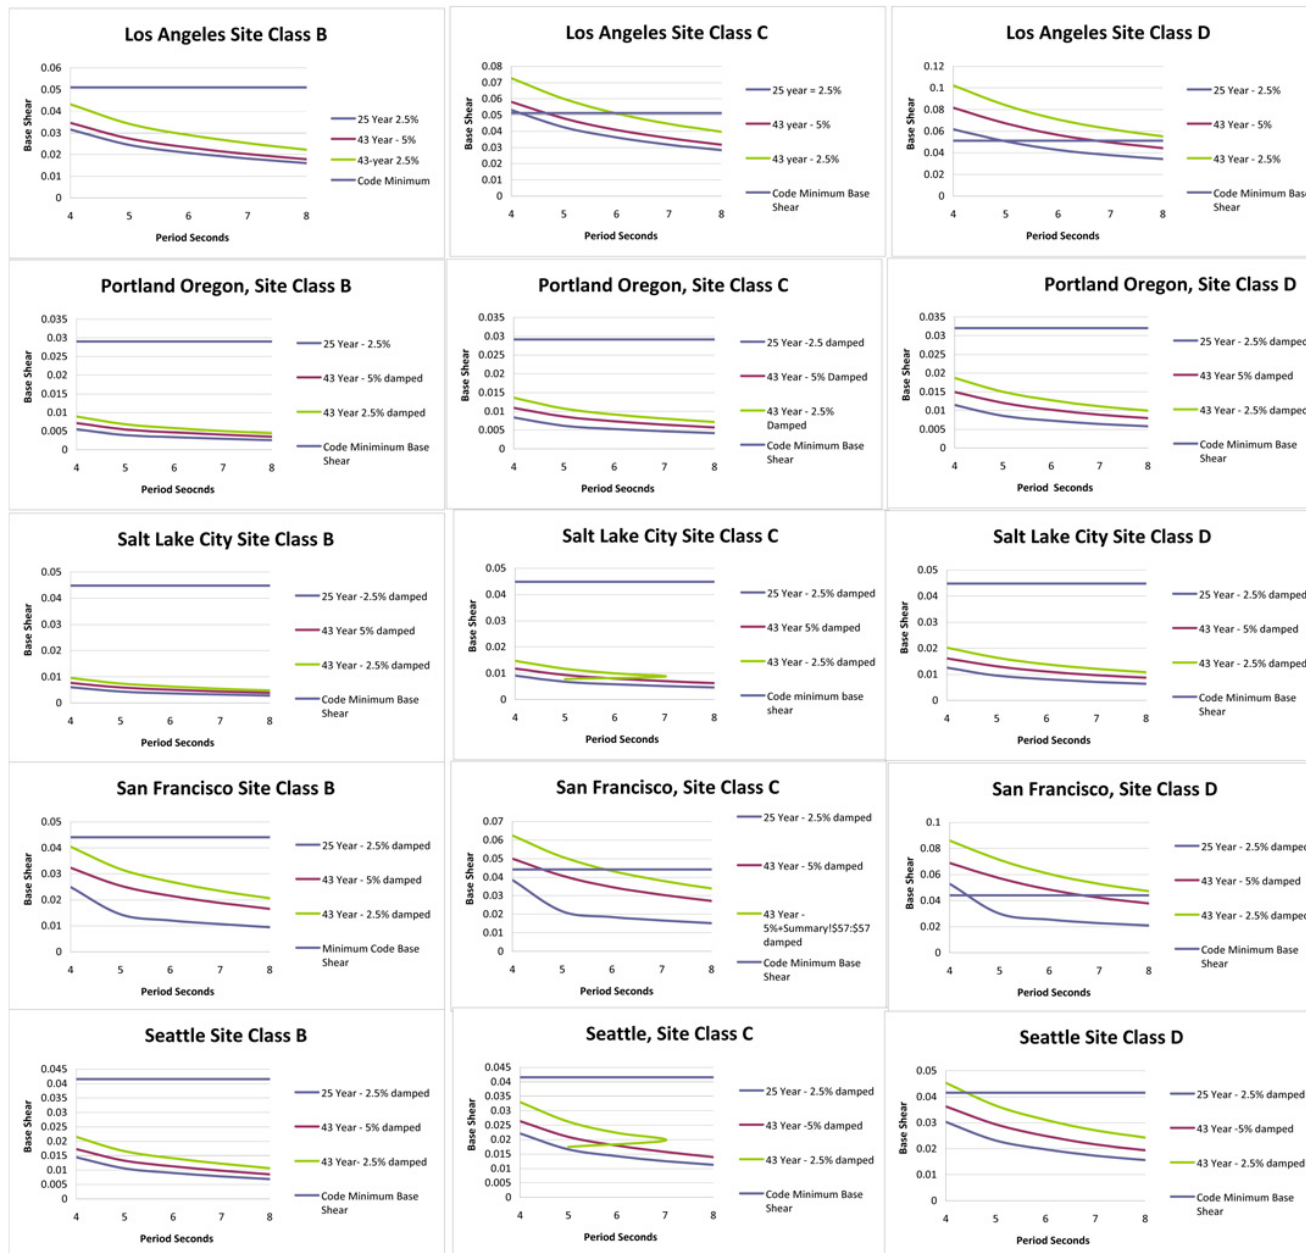 Los Angeles Site Class B
Base Shear
0.06
0.05
0.04
0.03
0.02
0.01
0
4 5 6 7 8
Period Seconds
25 Year 2.5%
43 Year - 5%
43-year 2.5%
Code Minimum
Los Angeles Site Class C
Base Shear
0.08
0.07
0.06
0.05
0.04
0.03
0.02
0.01
0
4 5 6 7 8
Period Seconds
25 year = 2.5%
43 year - 5%
43 year - 2.5%
Code Minimum Base
Shear
Los Angeles Site Class D
Base Shear
0.12
0.1
0.08
0.06
0.04
0.02
0
4 5 6 7 8
Period Seconds
25 Year - 2.5%
43 Year - 5%
43 Year - 2.5%
Code Minimum Base
Shear
Portland Oregon, Site Class B
Base Shear
0.035
0.03
0.025
0.02
0.015
0.01
0.005
0
4 5 6 7 8
Period Seocnds
25 Year - 2.5%
43 Year - 5% damped
43 Year 2.5% damped
Code Miniminum Base
Shear
Portland Oregon, Site Class C
Base Shear
0.035
0.03
0.025
0.02
0.015
0.01
0.005
0
4 5 6 7 8
Period Seocnds
25 Year -2.5 damped
43 Year - 5% Damped
43 Year - 2.5%
Damped
Code Minimum Base
Shear
Portland Oregon, Site Class D
Base Shear
0.035
0.03
0.025
0.02
0.015
0.01
0.005
0
4 5 6 7 8
Period Seconds
25 Year - 2.5% damped
43 Year 5% damped
43 Year - 2.5% damped
Code Minimum Base
Shear
Salt Lake City Site Class B
Base Shear
0.05
0.04
0.03
0.02
0.01
0
4 5 6 7 8
Period Seconds
25 Year -2.5% damped
43 Year 5% damped
43 Year - 2.5% damped
Code Minimum Base
Shear
Salt Lake City Site Class C
Base Shear
0.05
0.04
0.03
0.02
0.01
0
4 5 6 7 8
Period Seconds
25 Year - 2.5% damped
43 Year 5% damped
43 Year - 2.5% damped
Code minimum base
shear
Salt Lake City Site Class D
Base Shear
0.05
0.04
0.03
0.02
0.01
0
4 5 6 7 8
Period Seconds
25 Year - 2.5% damped
43 Year - 5% damped
43 Year - 2.5% damped
Code Minimum Base
Shear
San Francisco Site Class B
Base Shear
0.05
0.04
0.03
0.02
0.01
0
4 5 6 7 8
Period Seconds
25 Year - 2.5% damped
43 Year - 5% damped
43 Year - 2.5% damped
Minimum Code Base
Shear
San Francisco, Site Class C
Base Shear
0.07
0.06
0.05
0.04
0.03
0.02
0.01
0
4 5 6 7 8
Period Seconds
25 Year - 2.5% damped
43 Year - 5% damped
43 Year -
5%+Summary!$57:$57
damped
Code Minimum Base
Shear
San Francisco, Site Class D
Base Shear
0.1
0.08
0.06
0.04
0.02
0
4 5 6 7 8
Period Seconds
25 Year - 2.5% damped
43 Year - 5% damped
43 Year - 2.5% damped
Code Minimum Base
Shear
Seattle Site Class B
Base Shear
0.045
0.04
0.035
0.03
0.025
0.02
0.015
0.01
0.005
0
4 5 6 7 8
Period Seconds
25 Year - 2.5% damped
43 Year - 5% damped
43 Year- 2.5% damped
Code Minimum Base
Shear
Seattle, Site Class C
Base Shear
0.045
0.04
0.035
0.03
0.025
0.02
0.015
0.01
0.005
0
4 5 6 7 8
Period Seconds
25 Year - 2.5% damped
43 Year -5% damped
43 Year - 2.5% damped
Code Minimum Base
Shear
Seattle Site Class D
Base Shear
0.05
0.04
0.03
0.02
0.01
0
4 5 6 7 8
Period Seconds
25 Year - 2.5% damped
43 Year -5% damped
43 Year - 2.5% damped
Code Minimum Base
Shear